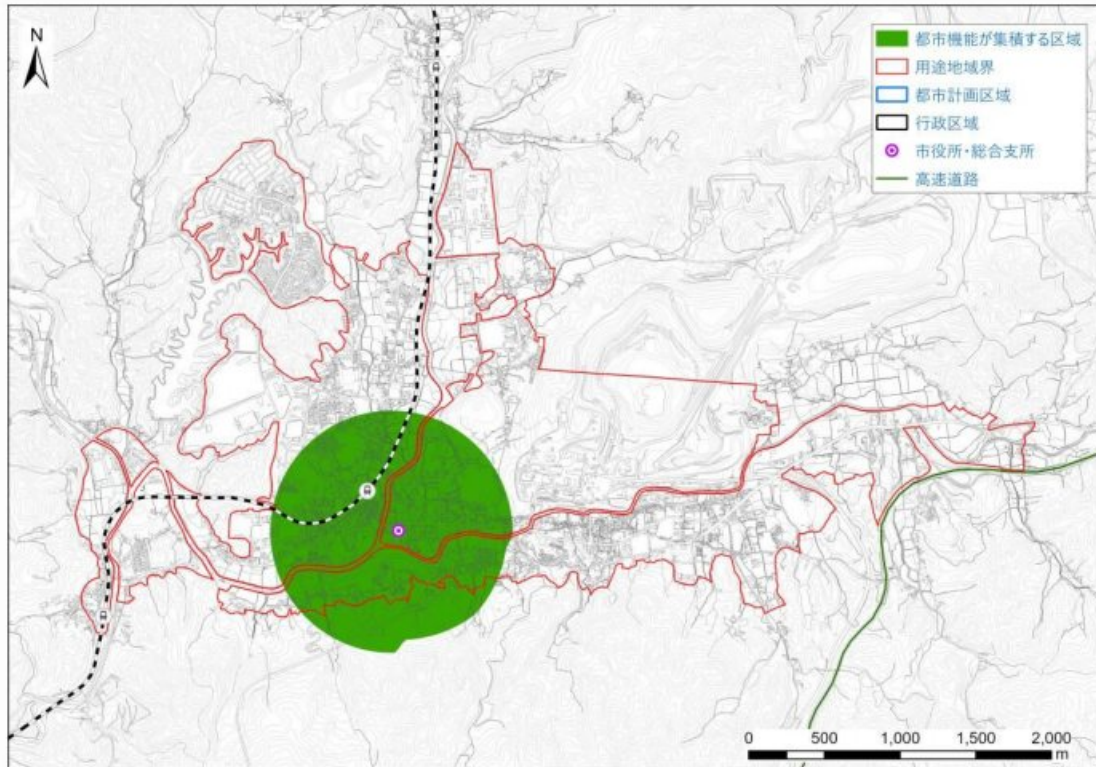 N
都市機能が集積する区域
用途地域界
都市計画区域
行政区域
市役所・総合支所
高速道路
0 500 1,000 1,500 2,000
m